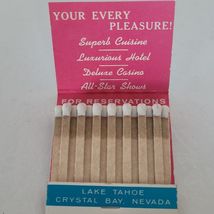 YOUR EVERY
PLEASURE!
Superb Cuisine
Luxurious Hotel
Deluxe Casino
All-Star Shows
FOR RESERVATIONS
LAKE TAHOE
CRYSTAL BAY, NEVADA